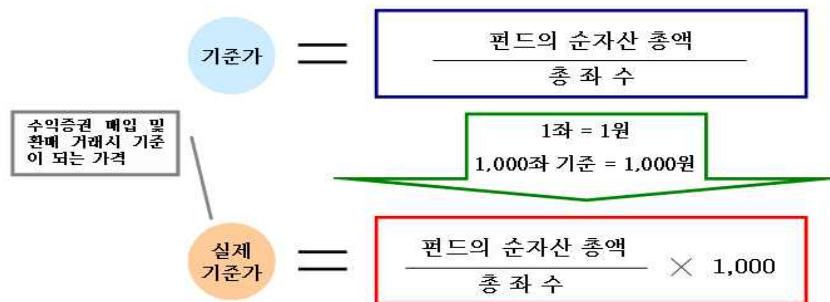 기준가
펀드의 순자산 총액
총 좌 수
수익증권 매입 및
환매 거래시 기준
이 되는 가격
1좌 = 1원
1,000좌 기준 = 1,000원
실제
기준가
펀드의 순자산 총액
총 좌 수
× 1,000